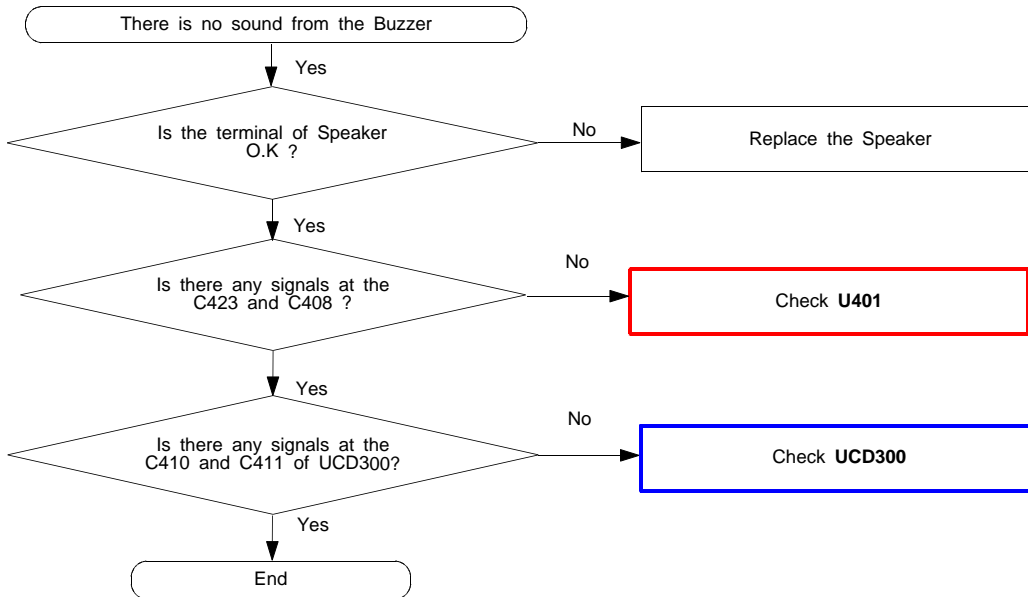 There is no sound from the Buzzer
Yes
Is the terminal of Speaker
O.K ?
No
Replace the Speaker
Yes
Is there any signals at the
C423 and C408 ?
No
Check U401
Yes
Is there any signals at the
C410 and C411 of UCD300?
No
Check UCD300
Yes
End